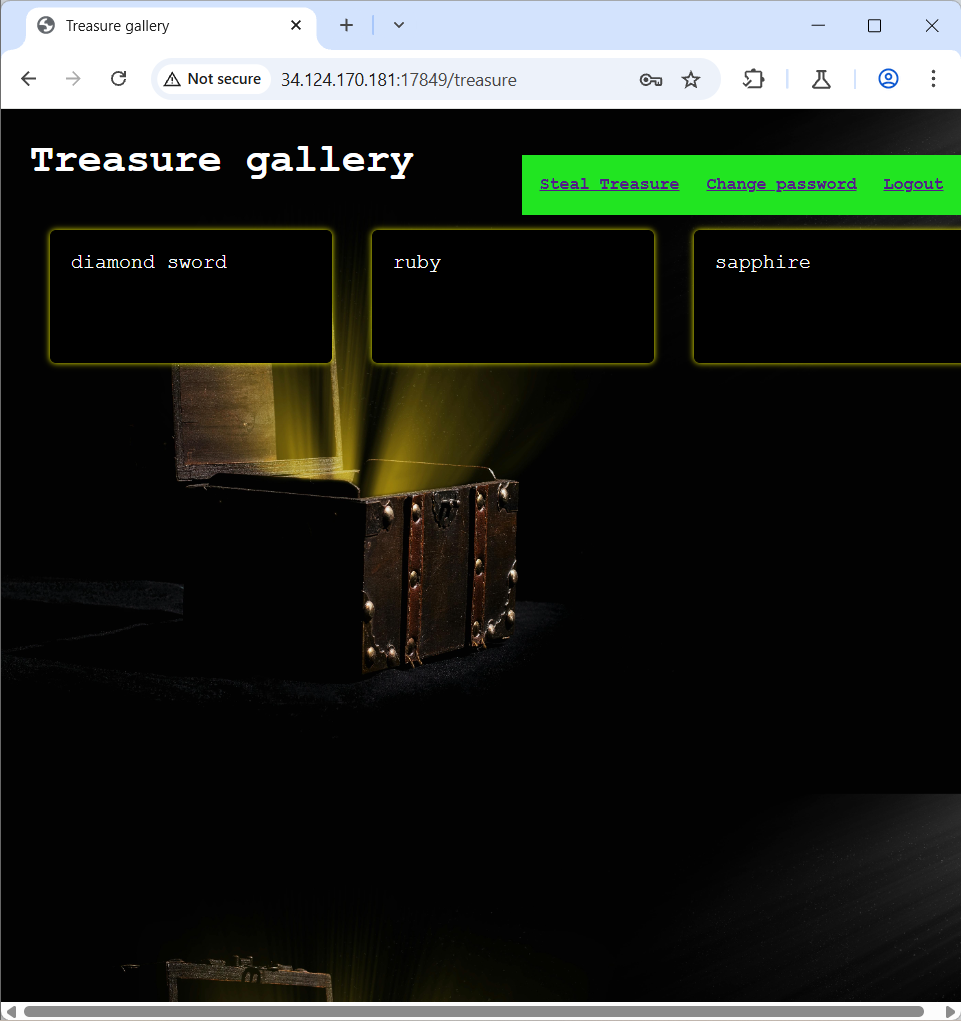 Treasure gallery
Not secure
34.124.170.181:17849/treasure
Treasure gallery
Steal Treasure Change password Logout
diamond sword
ruby
sapphire